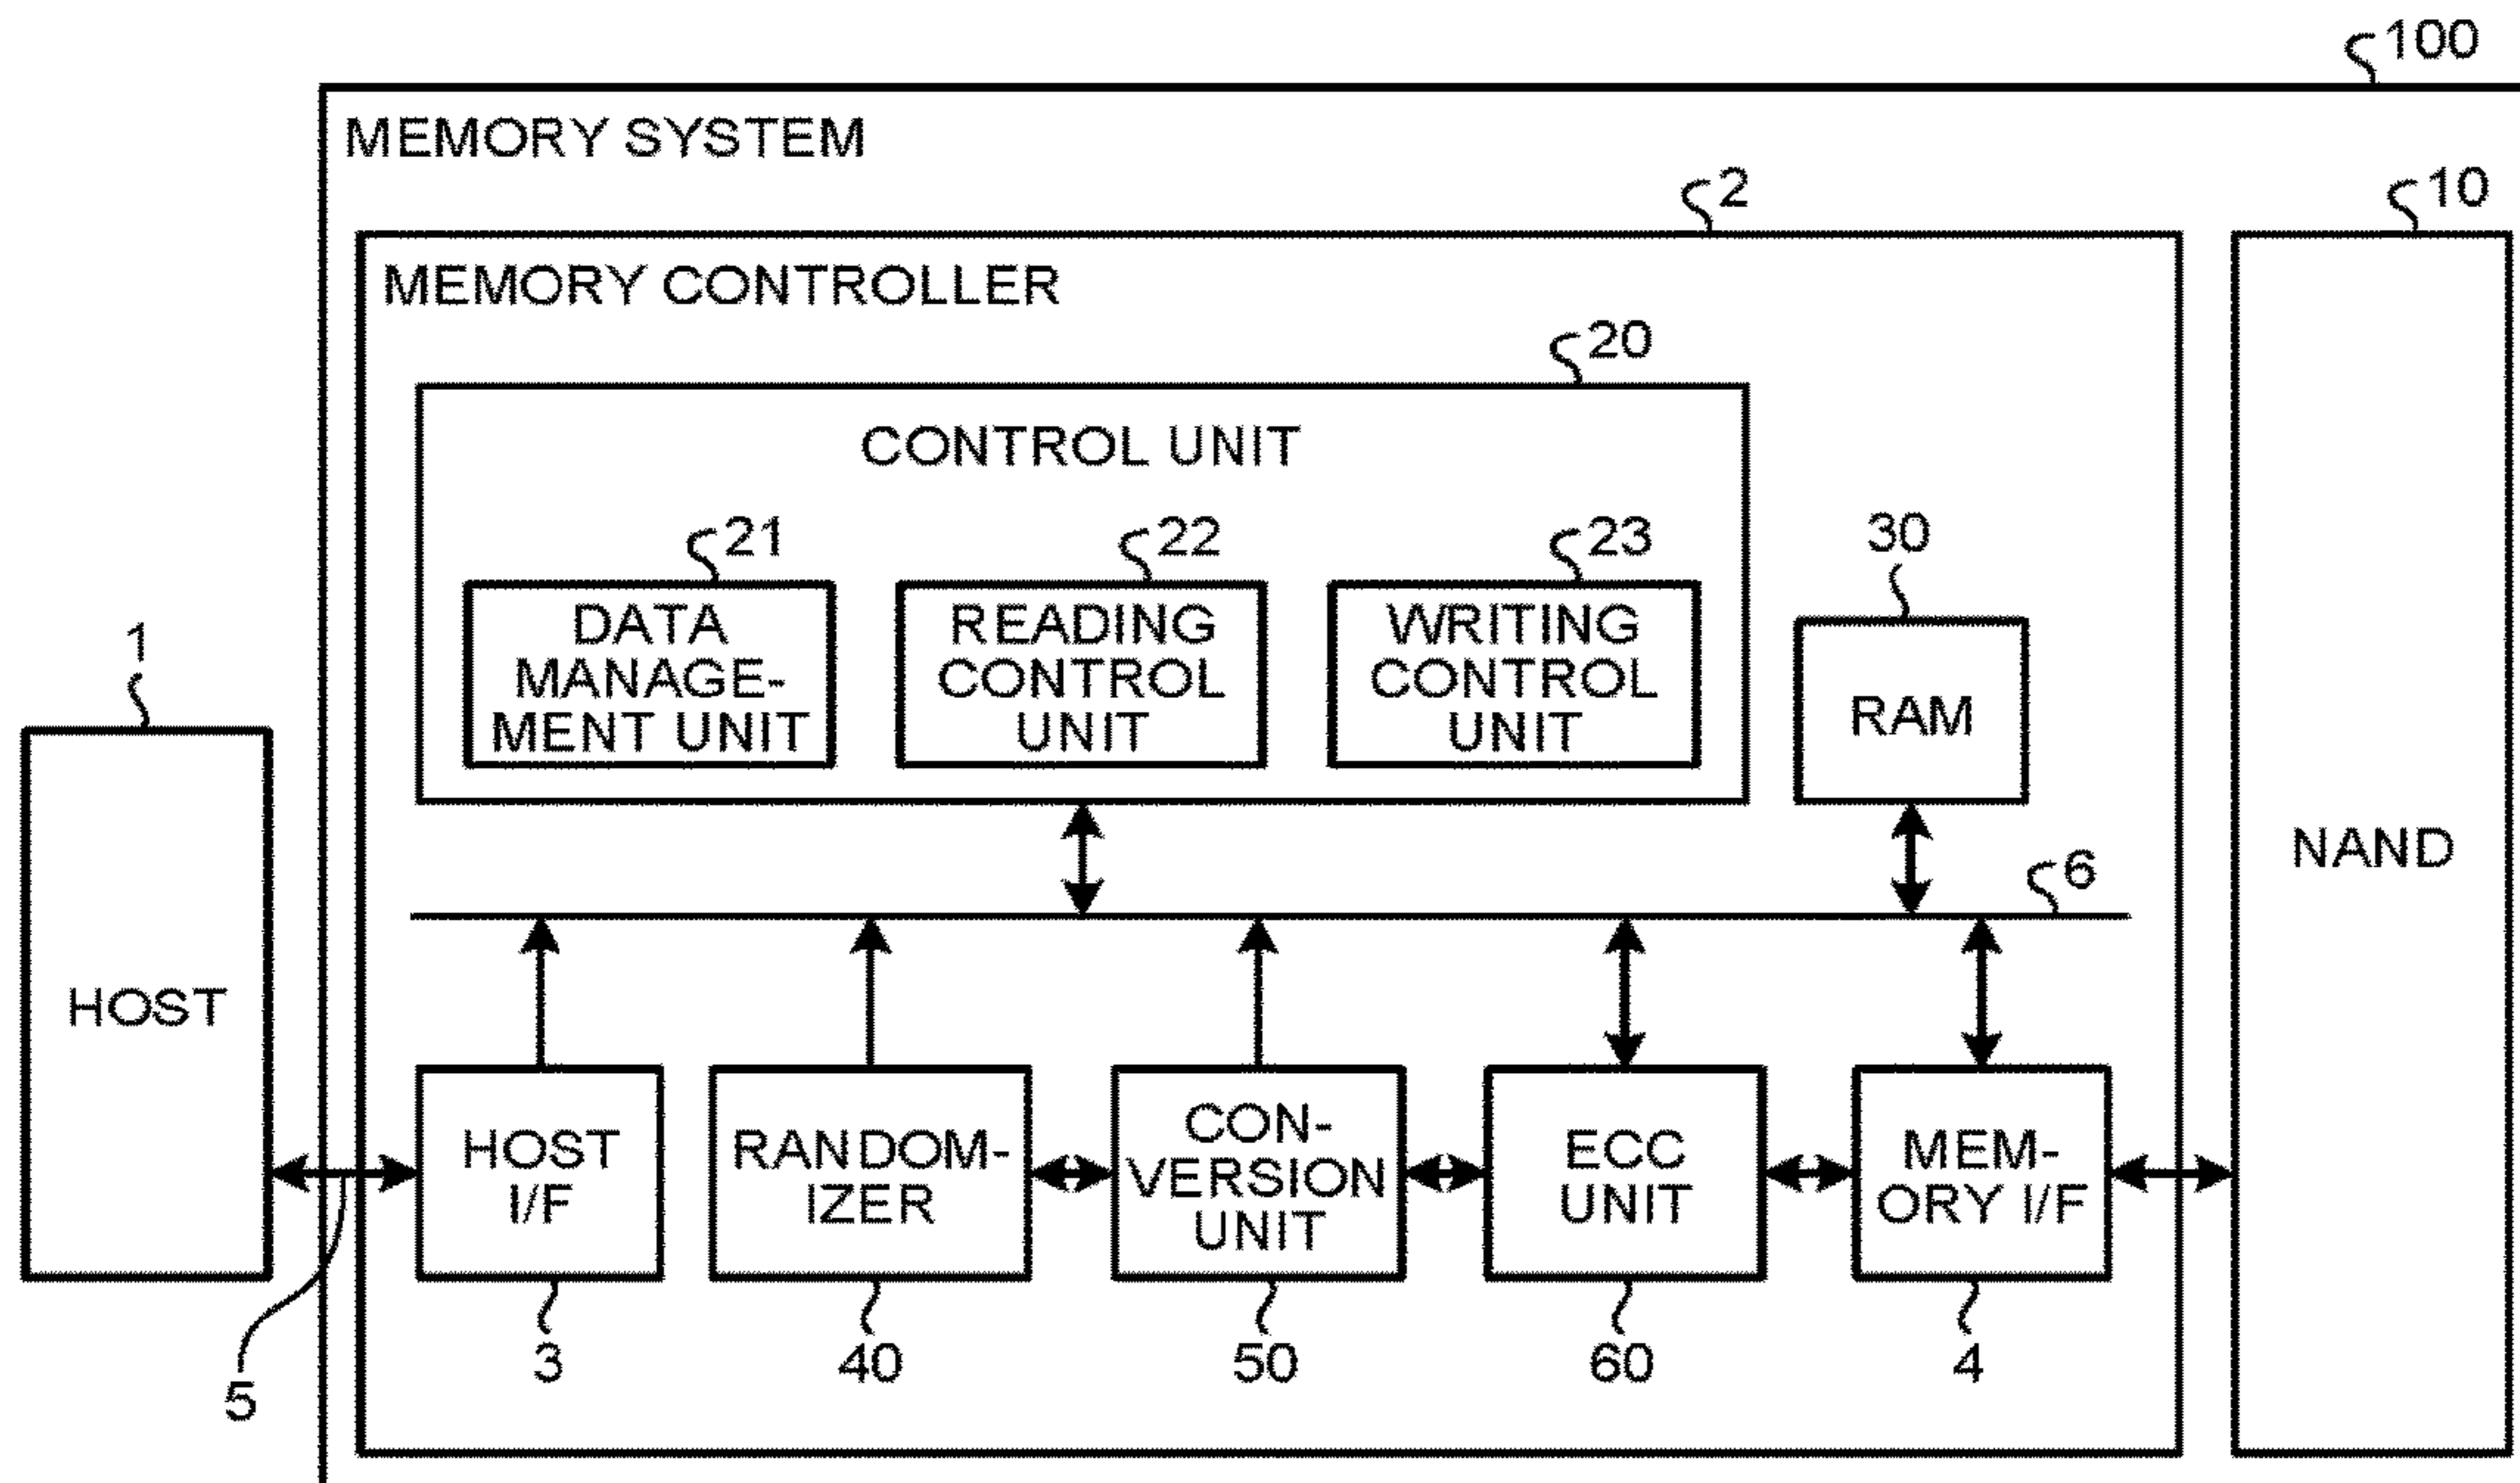 100
MEMORY SYSTEM
2
10
MEMORY CONTROLLER
20
CONTROL UNIT
21
22
23
30
DATA
MANAGE-
MENT UNIT
READING
CONTROL
UNIT
WRITING
CONTROL
UNIT
RAM
1
HOST
NAND
6
HOST
I/F
RANDOM-
IZER
CON-
VERSION
UNIT
ECC
UNIT
MEM-
ORY I/F
5
3
40
50
60
4